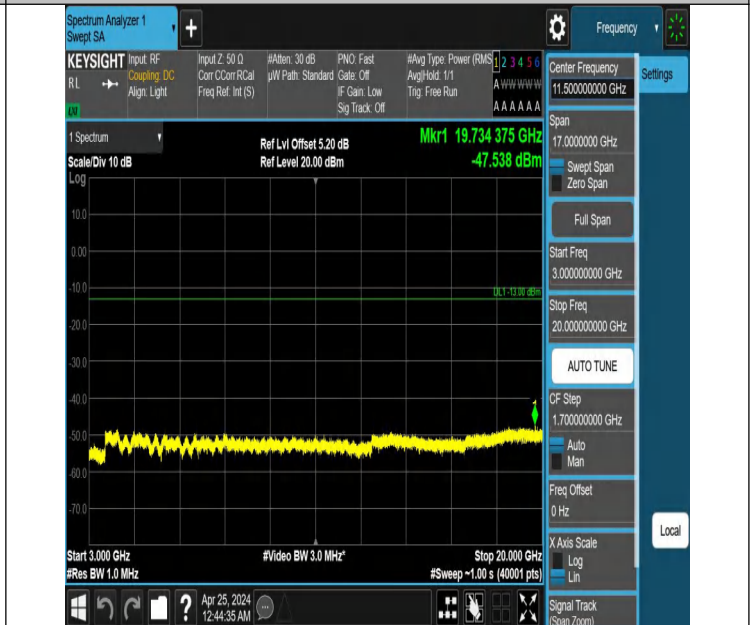 Spectrum Analyzer 1
Swept SA
+
Frequency
KEYSIGHT
RL
Input: RF
Coupling: DC
Align: Light
Input Z: 50 Ω
Corr CCorr RCal
Freq Ref: Int (S)
#Atten: 30 dB
µW Path: Standard
PNO: Fast
Gate: Off
IF Gain: Low
Sig Track: Off
#Avg Type: Power (RMS
Avg|Hold: 1/1
Trig: Free Run
1 2 3 4 5 6
A W W W W W
A A A A A A
1 Spectrum
Scale/Div 10 dB
Log
Ref Lvl Offset 5.20 dB
Ref Level 20.00 dBm
Mkr1 19.734 375 GHz
-47.538 dBm
10.0
0.00
-10.0
DL1 -13.00 dBm
-20.0
-30.0
-40.0
1
-50.0
-60.0
-70.0
Start 3.000 GHz
#Res BW 1.0 MHz
#Video BW 3.0 MHz*
Stop 20.000 GHz
#Sweep ~1.00 s (40001 pts)
Apr 25, 2024
12:44:35 AM
Center Frequency
11.500000000 GHz
Settings
Span
17.0000000 GHz
Swept Span
Zero Span
Full Span
Start Freq
3.000000000 GHz
Stop Freq
20.000000000 GHz
AUTO TUNE
CF Step
1.700000000 GHz
Auto
Man
Freq Offset
0 Hz
X Axis Scale
Log
Lin
Local
Signal Track
(Span Zoom)